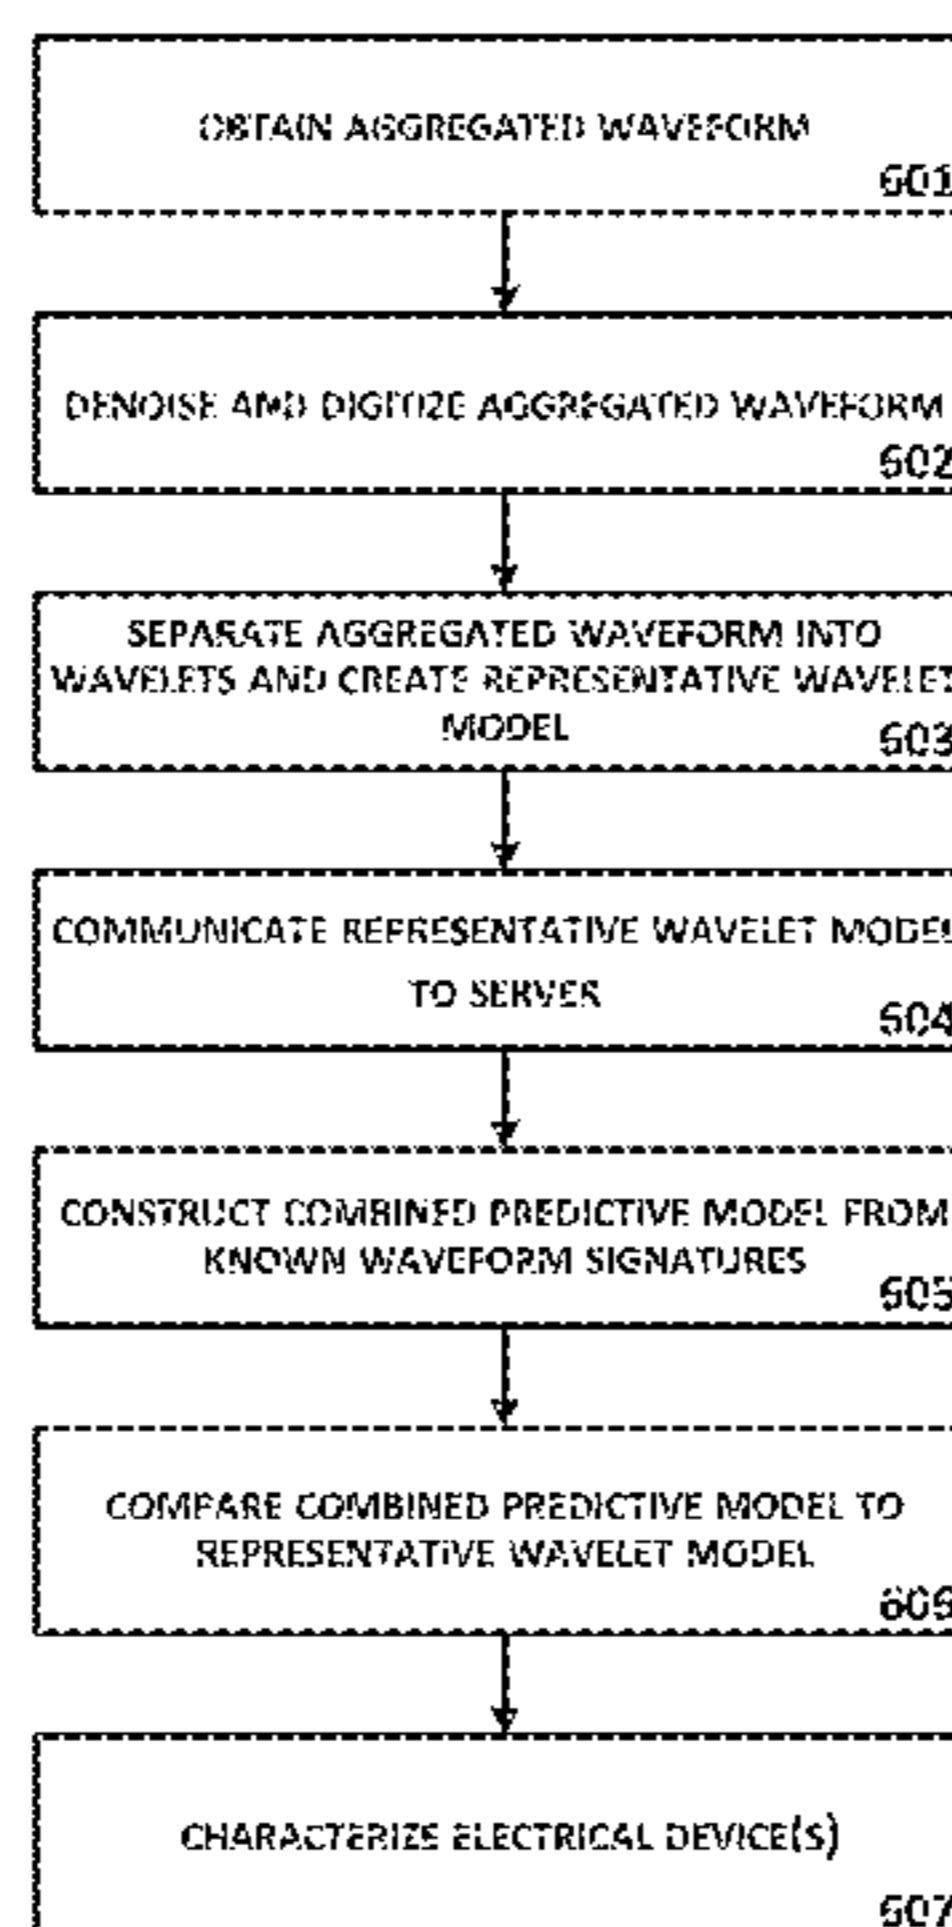 OBTAIN AGGREGATED WAVEFORM
601
DENOISE AND DIGITIZE AGGREGATED WAVEFORM
602
SEPARATE AGGREGATED WAVEFORM INTO
WAVELETS AND CREATE REPRESENTATIVE WAVELET
MODEL
603
COMMUNICATE REPRESENTATIVE WAVELET MODEL
TO SERVER
604
CONSTRUCT COMBINED PREDICTIVE MODEL FROM
KNOWN WAVEFORM SIGNATURES
605
COMPARE COMBINED PREDICTIVE MODEL TO
REPRESENTATIVE WAVELET MODEL
606
CHARACTERIZE ELECTRICAL DEVICE(S)
607